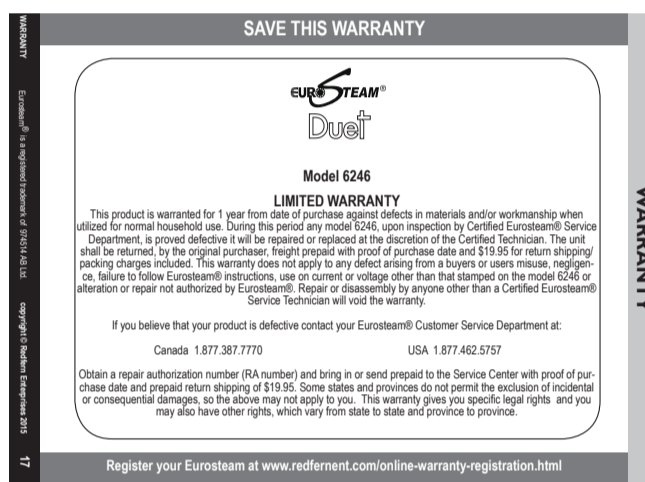 SAVE THIS WARRANTY
EUROSTEAM®
Duet
Model 6246
LIMITED WARRANTY
This product is warranted for 1 year from date of purchase against defects in materials and/or workmanship when
utilized for normal household use. During this period any model 6246, upon inspection by Certified Eurosteam® Service
Department, is proved defective it will be repaired or replaced at the discretion of the Certified Technician. The unit
shall be returned, by the original purchaser, freight prepaid with proof of purchase date and $19.95 for return shipping/
packing charges included. This warranty does not apply to any defect arising from a buyers or users misuse, negligen-
ce, failure to follow Eurosteam® instructions, use on current or voltage other than that stamped on the model 6246 or
alteration or repair not authorized by Eurosteam®. Repair or disassembly by anyone other than a Certified Eurosteam®
Service Technician will void the warranty.
If you believe that your product is defective contact your Eurosteam® Customer Service Department at:
Canada 1.877.387.7770 USA 1.877.462.5757
Obtain a repair authorization number (RA number) and bring in or send prepaid to the Service Center with proof of pur-
chase date and prepaid return shipping of $19.95. Some states and provinces do not permit the exclusion of incidental
or consequential damages, so the above may not apply to you. This warranty gives you specific legal rights and you
may also have other rights, which vary from state to state and province to province.
Register your Eurosteam at www.redfernent.com/online-warranty-registration.html
WARRANTY Eurosteam® is a registered trademark of 974514 AB Ltd. copyright © Redfern Enterprises 2015 17
WARRANTY